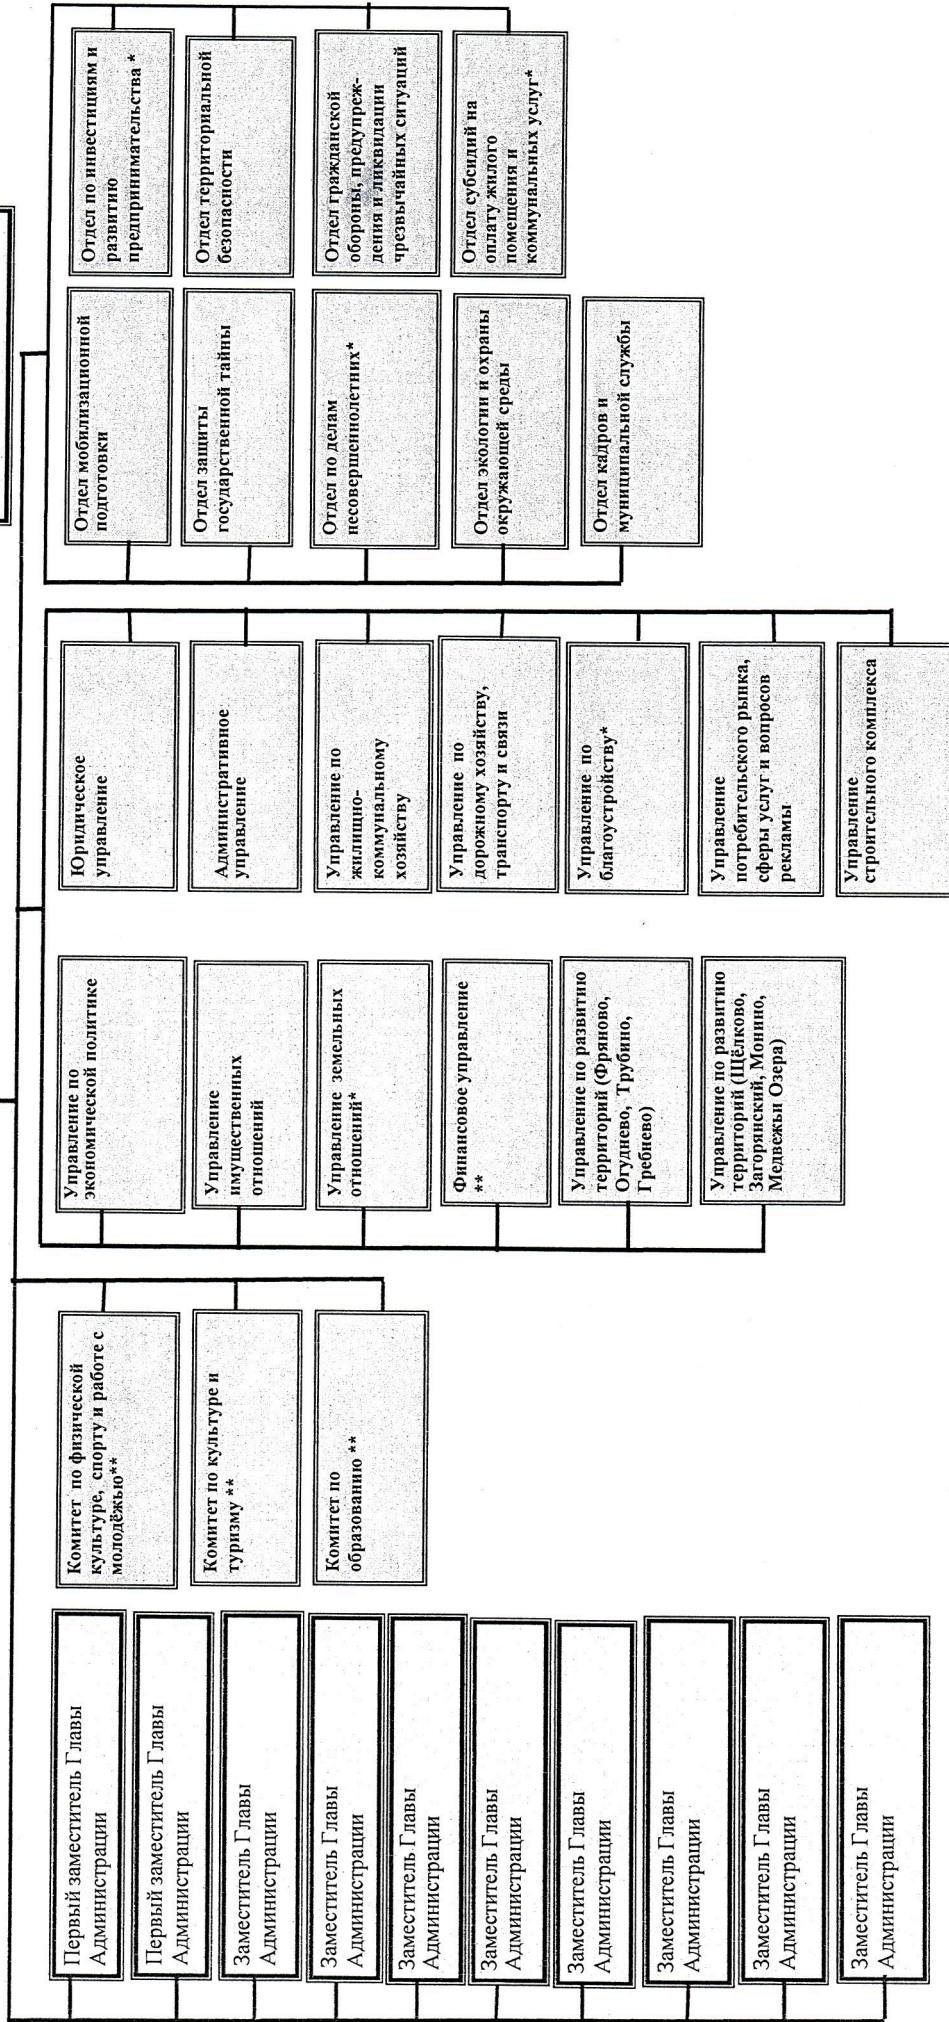 Первый заместитель Главы
Администрации
Первый заместитель Главы
Администрации
Заместитель Главы
Администрации
Заместитель Главы
Администрации
Заместитель Главы
Администрации
Заместитель Главы
Администрации
Заместитель Главы
Администрации
Заместитель Главы
Администрации
Заместитель Главы
Администрации
Заместитель Главы
Администрации
Комитет по физической
культуре, спорту и работе с
молодёжью**
Комитет по культуре и
туризму **
Комитет по
образованию **
Управление по
экономической политике
Управление
имущественных
отношений
Управление земельных
отношений*
Финансовое управление
**
Управление по развитию
территорий (Фряново,
Огуднево, Трубино,
Гребнево)
Управление по развитию
территорий (Щёлково,
Загорянский, Монино,
Медвежьи Озера)
Юридическое
управление
Административное
управление
Управление по
жилищно-
коммунальному
хозяйству
Управление по
дорожному хозяйству,
транспорту и связи
Управление по
благоустройству*
Управление
потребительского рынка,
сферы услуг и вопросов
рекламы
Управление
строительного комплекса
Отдел мобилизационной
подготовки
Отдел защиты
государственной тайны
Отдел по делам
несовершеннолетних*
Отдел экологии и охраны
окружающей среды
Отдел кадров и
муниципальной службы
Отдел по инвестициям и
развитию
предпринимательства *
Отдел территориальной
безопасности
Отдел гражданской
обороны, предупреж-
дения и ликвидации
чрезвычайных ситуаций
Отдел субсидий на
оплату жилого
помещения и
коммунальных услуг*